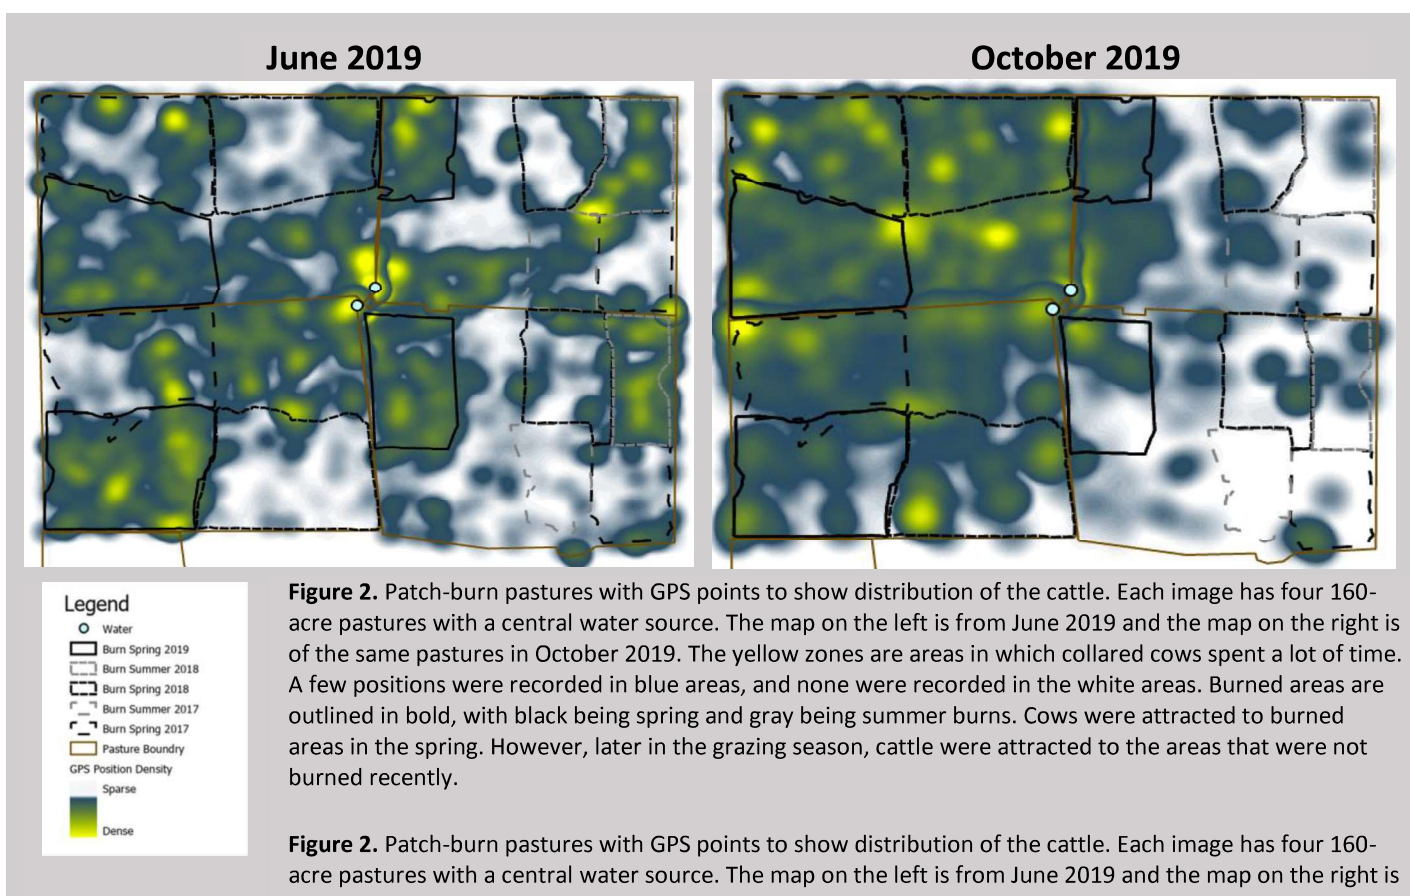 June 2019
October 2019
Legend
Water
Burn Spring 2019
Burn Summer 2018
Burn Spring 2018
Burn Summer 2017
Burn Spring 2017
Pasture Boundry
GPS Position Density
Sparse
Dense
Figure 2. Patch-burn pastures with GPS points to show distribution of the cattle. Each image has four 160-
acre pastures with a central water source. The map on the left is from June 2019 and the map on the right is
of the same pastures in October 2019. The yellow zones are areas in which collared cows spent a lot of time.
A few positions were recorded in blue areas, and none were recorded in the white areas. Burned areas are
outlined in bold, with black being spring and gray being summer burns. Cows were attracted to burned
areas in the spring. However, later in the grazing season, cattle were attracted to the areas that were not
burned recently.
Figure 2. Patch-burn pastures with GPS points to show distribution of the cattle. Each image has four 160-
acre pastures with a central water source. The map on the left is from June 2019 and the map on the right is